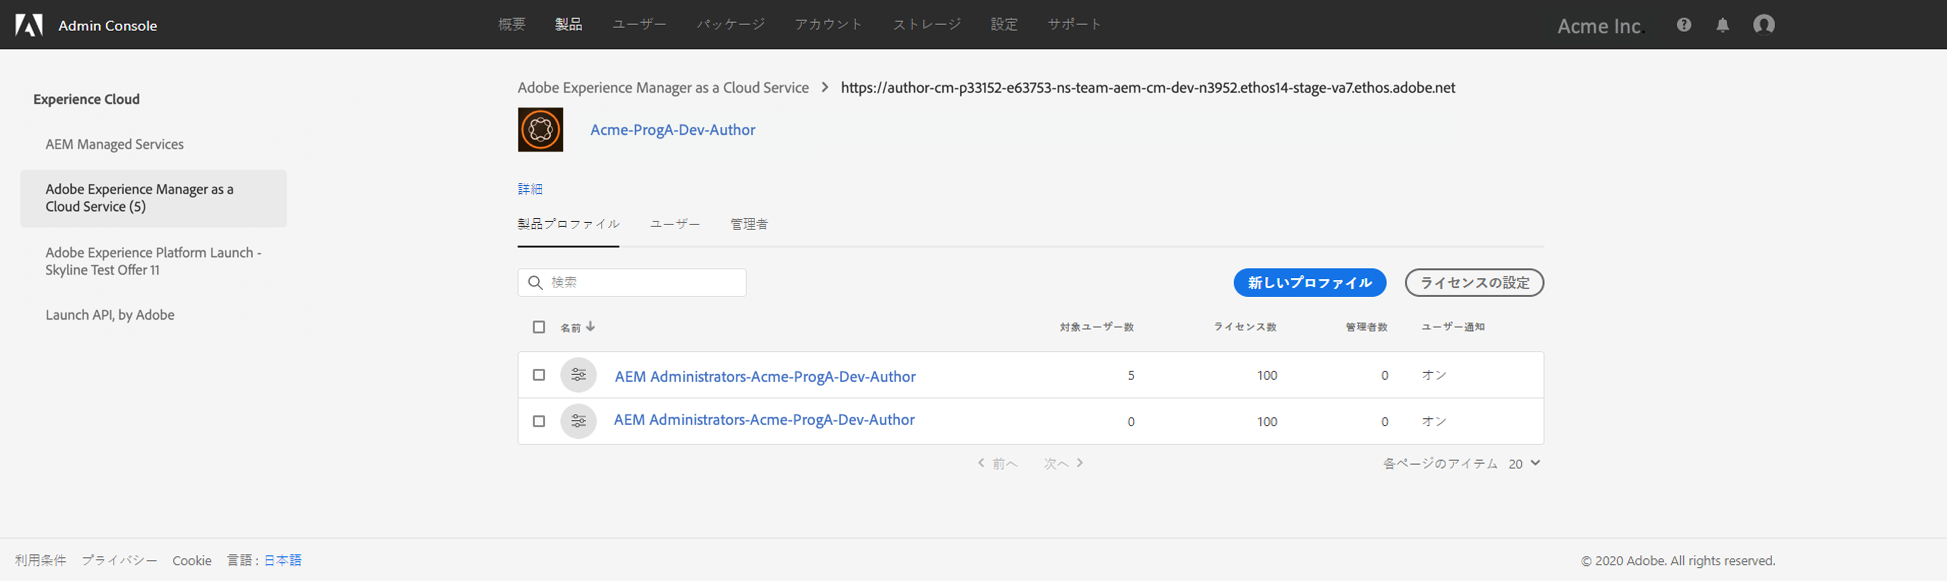 Admin Console 概要 製品 ユーザー パッケージ アカウント ストレージ 設定 サポート Acme Inc.
Experience Cloud
AEM Managed Services
Adobe Experience Manager as a
Cloud Service (5)
Adobe Experience Platform Launch -
Skyline Test Offer 11
Launch API, by Adobe
Adobe Experience Manager as a Cloud Service > https://author-cm-p33152-e63753-ns-team-aem-cm-dev-n3952.ethos14-stage-va7.ethos.adobe.net
Acme-ProgA-Dev-Author
詳細
製品プロファイル ユーザー 管理者
検索 新しいプロファイル ライセンスの設定
名前 対象ユーザー数 ライセンス数 管理者数 ユーザー通知
AEM Administrators-Acme-ProgA-Dev-Author 5 100 0 オン
AEM Administrators-Acme-ProgA-Dev-Author 0 100 0 オン
前へ 次へ 各ページのアイテム 20
利用条件 プライバシー Cookie 言語 : 日本語 © 2020 Adobe. All rights reserved.